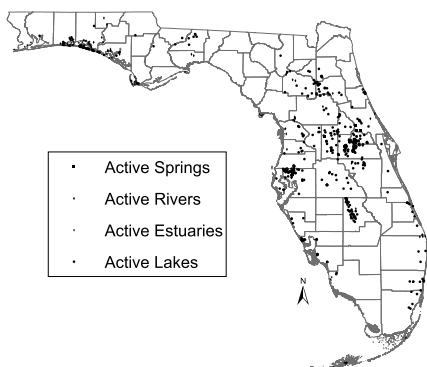 Active Springs
Active Rivers
Active Estuaries
Active Lakes
N